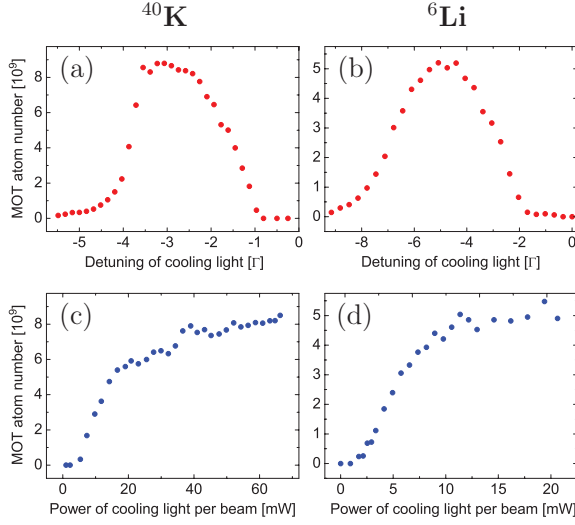 ⁴⁰K ⁶Li
(a) (b)
MOT atom number [10⁹]
8
6
4
2
0
5
4
3
2
1
0
-5 -4 -3 -2 -1 0
-8 -6 -4 -2 0
Detuning of cooling light [Γ] Detuning of cooling light [Γ]
(c) (d)
MOT atom number [10⁹]
8
6
4
2
0
5
4
3
2
1
0
0 20 40 60
0 5 10 15 20
Power of cooling light per beam [mW] Power of cooling light per beam [mW]